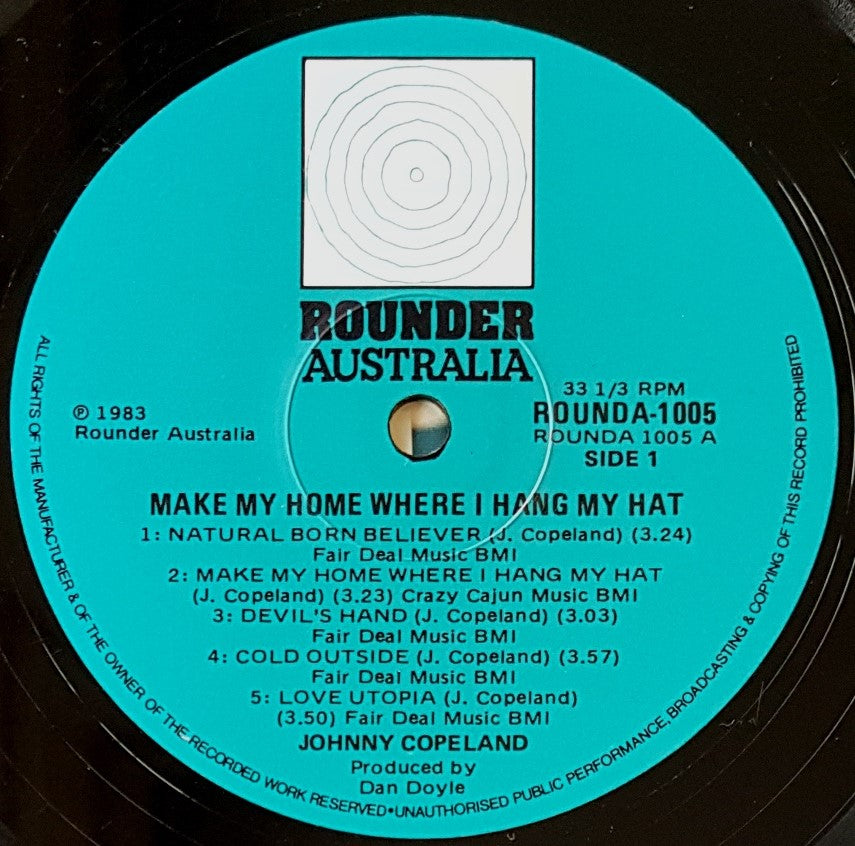 ROUNDER
AUSTRALIA
℗ 1983
Rounder Australia
33 1/3 RPM
ROUNDA-1005
ROUNDA 1005 A
SIDE 1
MAKE MY HOME WHERE I HANG MY HAT
1: NATURAL BORN BELIEVER (J. Copeland) (3.24)
Fair Deal Music BMI
2: MAKE MY HOME WHERE I HANG MY HAT
(J. Copeland) (3.23) Crazy Cajun Music BMI
3: DEVIL'S HAND (J. Copeland) (3.03)
Fair Deal Music BMI
4: COLD OUTSIDE (J. Copeland) (3.57)
Fair Deal Music BMI
5: LOVE UTOPIA (J. Copeland)
(3.50) Fair Deal Music BMI
JOHNNY COPELAND
Produced by
Dan Doyle
ALL RIGHTS OF THE MANUFACTURER & OF THE OWNER OF THE RECORDED WORK RESERVED•UNAUTHORISED PUBLIC PERFORMANCE, BROADCASTING & COPYING OF THIS RECORD PROHIBITED